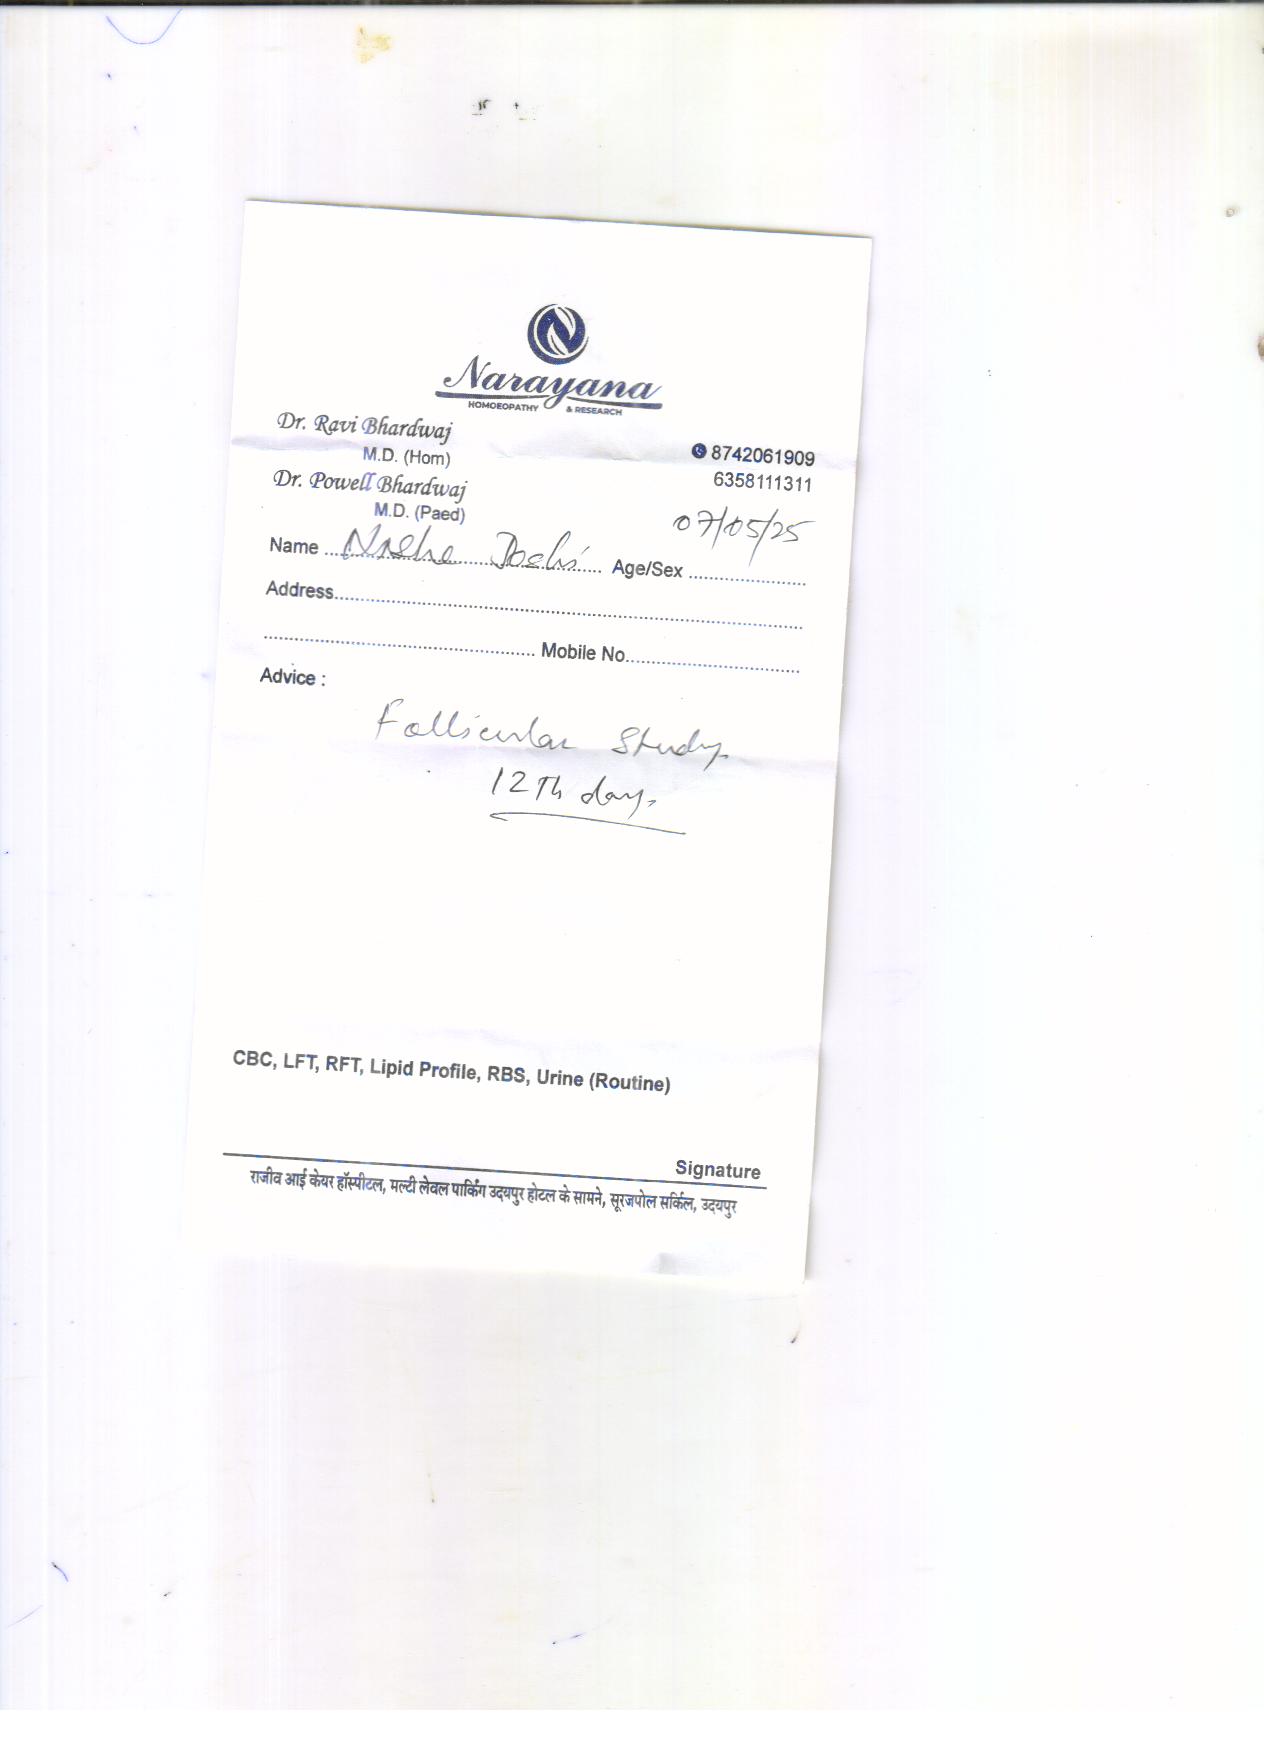 Narayana
HOMOEOPATHY & RESEARCH
Dr. Ravi Bhardwaj
M.D. (Hom)
8742061909
Dr. Powell Bhardwaj
6358111311
M.D. (Paed)
07/05/25
Name ........................... Age/Sex ......................
Address................................................................
...................................................... Mobile No..................................
Advice :
Follicular Study
12Th day.
CBC, LFT, RFT, Lipid Profile, RBS, Urine (Routine)
Signature
राजीव आई केयर हॉस्पीटल, मल्टी लेवल पार्किंग उदयपुर होटल के सामने, सूरजपोल सर्किल, उदयपुर